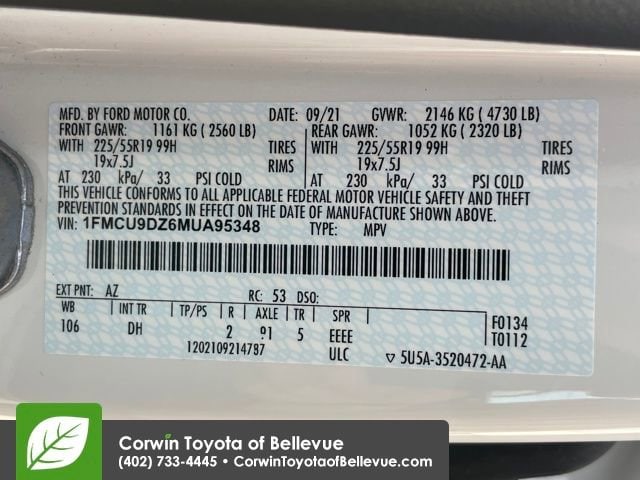 MFD. BY FORD MOTOR CO. DATE: 09/21 GVWR: 2146 KG ( 4730 LB)
FRONT GAWR: 1161 KG ( 2560 LB) REAR GAWR: 1052 KG ( 2320 LB)
WITH 225/55R19 99H TIRES WITH 225/55R19 99H TIRES
19x7.5J RIMS 19x7.5J RIMS
AT 230 kPa/ 33 PSI COLD AT 230 kPa/ 33 PSI COLD
THIS VEHICLE CONFORMS TO ALL APPLICABLE FEDERAL MOTOR VEHICLE SAFETY AND THEFT
PREVENTION STANDARDS IN EFFECT ON THE DATE OF MANUFACTURE SHOWN ABOVE.
VIN: 1FMCU9DZ6MUA95348 TYPE: MPV
EXT PNT: AZ RC: 53 DSO:
WB INT TR TP/PS R AXLE TR SPR F0134
106 DH 2 91 5 EEEE T0112
1202109214787 ULC 5U5A-3520472-AA
Corwin Toyota of Bellevue
(402) 733-4445 • CorwinToyotaofBellevue.com